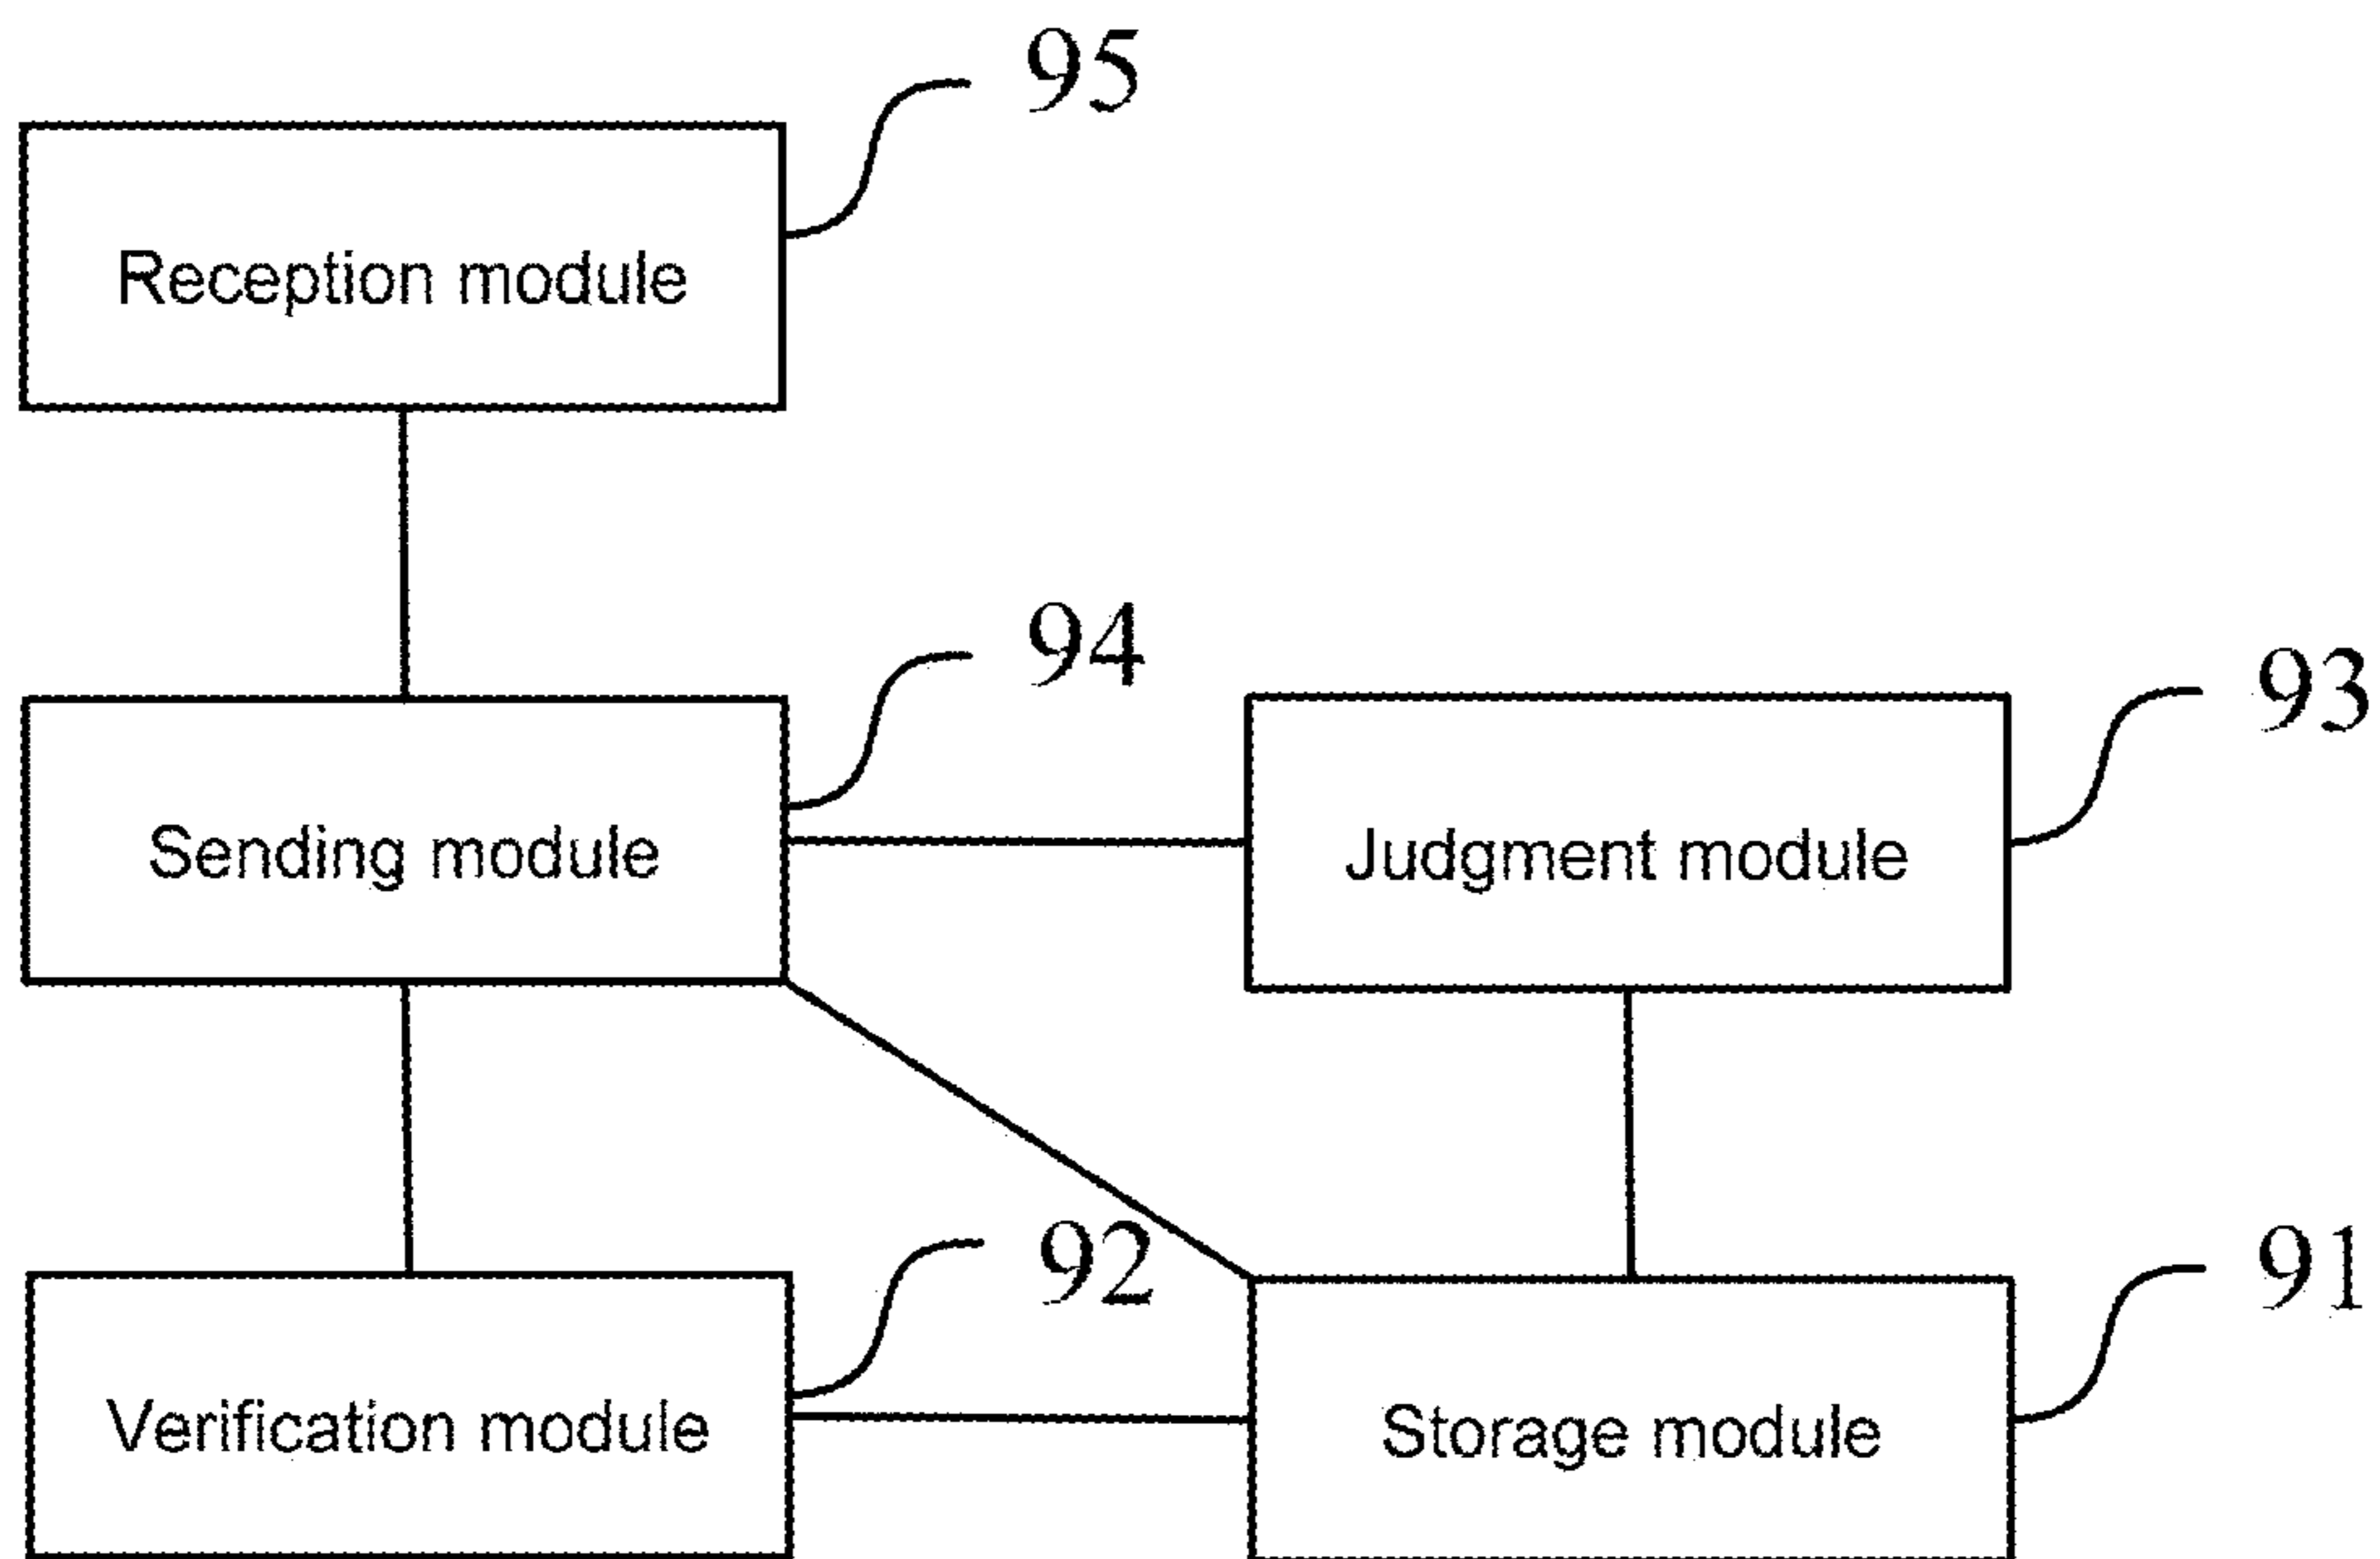 95
Reception module
94
93
Sending module
Judgment module
92
91
Verification module
Storage module